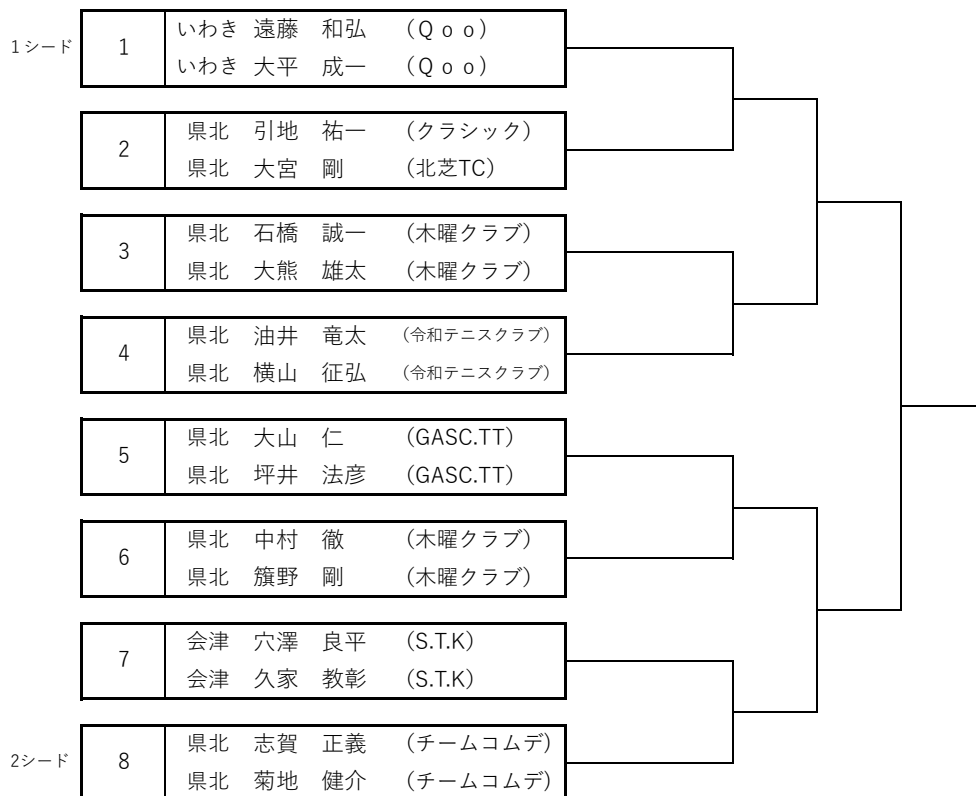 1シード 1 いわき 遠藤 和弘 (Qoo)
いわき 大平 成一 (Qoo)
2 県北 引地 祐一 (クラシック)
県北 大宮 剛 (北芝TC)
3 県北 石橋 誠一 (木曜クラブ)
県北 大熊 雄太 (木曜クラブ)
4 県北 油井 竜太 (令和テニスクラブ)
県北 横山 征弘 (令和テニスクラブ)
5 県北 大山 仁 (GASC.TT)
県北 坪井 法彦 (GASC.TT)
6 県北 中村 徹 (木曜クラブ)
県北 籏野 剛 (木曜クラブ)
7 会津 穴澤 良平 (S.T.K)
会津 久家 教彰 (S.T.K)
2シード 8 県北 志賀 正義 (チームコムデ)
県北 菊地 健介 (チームコムデ)